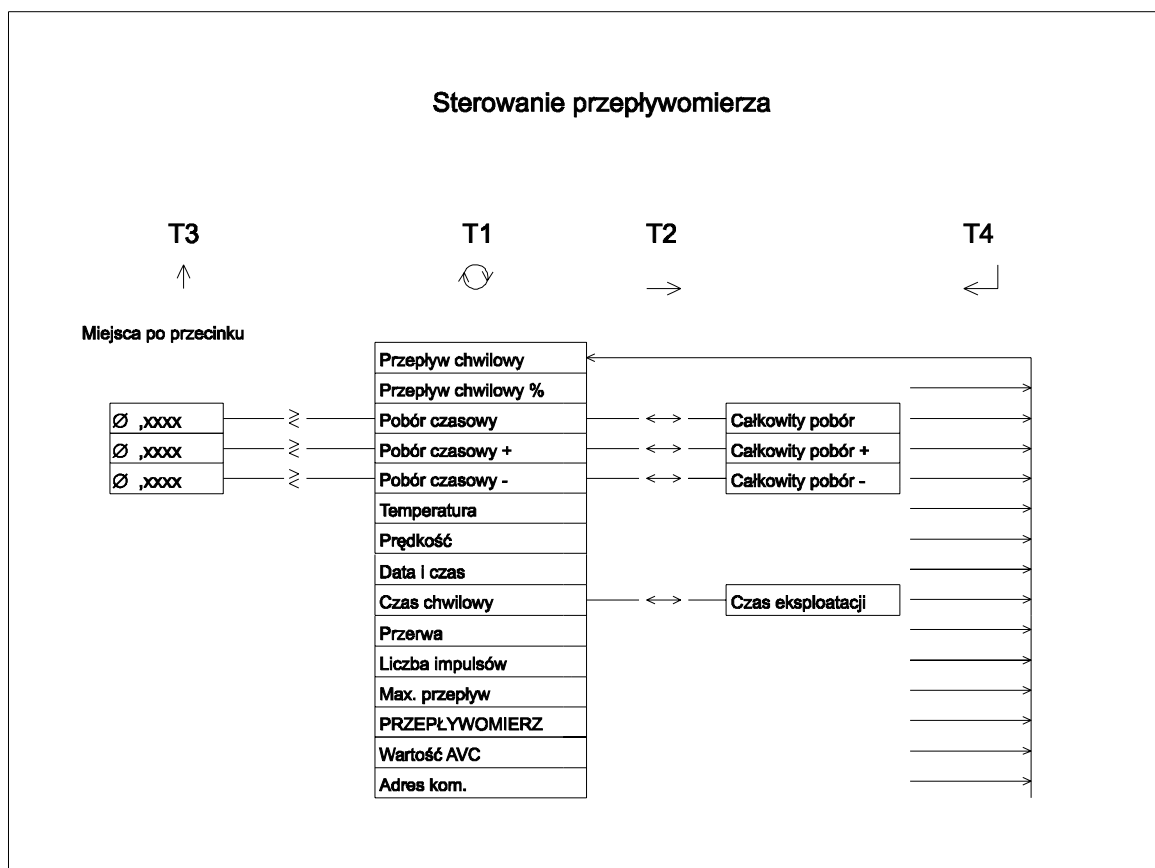 Sterowanie przepływomierza
T3 T1 T2 T4
Miejsca po przecinku
Przepływ chwilowy
Przepływ chwilowy %
Ø ,xxxx Pobór czasowy Całkowity pobór
Ø ,xxxx Pobór czasowy + Całkowity pobór +
Ø ,xxxx Pobór czasowy - Całkowity pobór -
Temperatura
Prędkość
Data i czas
Czas chwilowy Czas eksploatacji
Przerwa
Liczba impulsów
Max. przepływ
PRZEPŁYWOMIERZ
Wartość AVC
Adres kom.